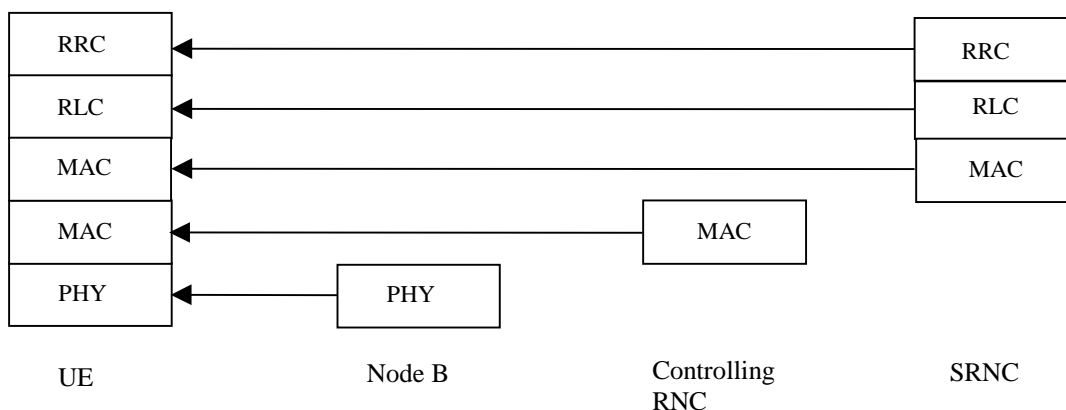 RRC
RRC
RLC
RLC
MAC
MAC
MAC
MAC
PHY
PHY
UE
Node B
Controlling
RNC
SRNC